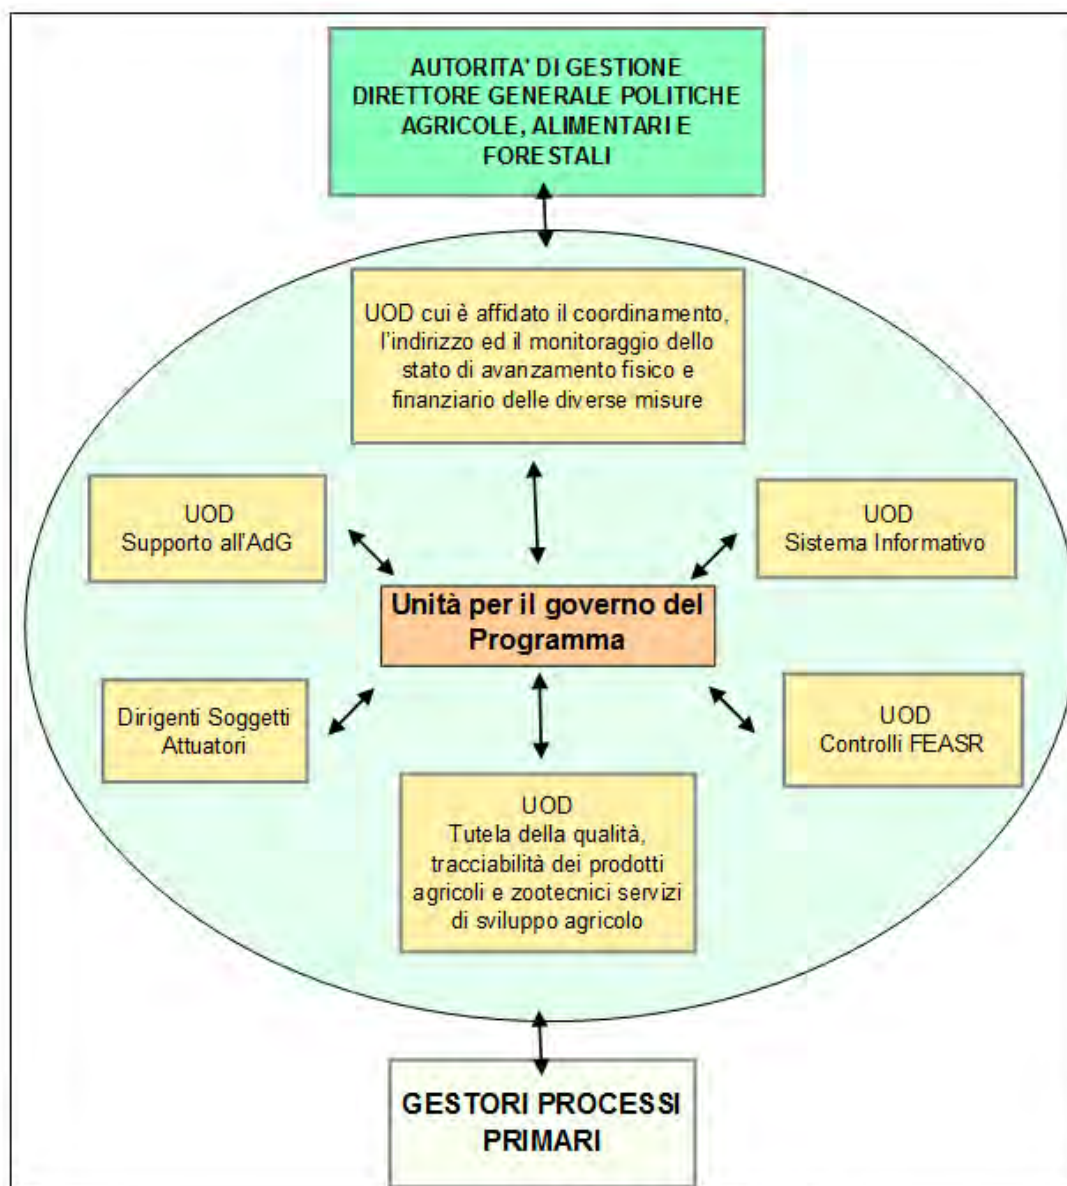 AUTORITA' DI GESTIONE
DIRETTORE GENERALE POLITICHE
AGRICOLE, ALIMENTARI E
FORESTALI
UOD cui è affidato il coordinamento,
l'indirizzo ed il monitoraggio dello
stato di avanzamento fisico e
finanziario delle diverse misure
UOD
Supporto all'AdG
UOD
Sistema Informativo
Unità per il governo del
Programma
Dirigenti Soggetti
Attuatori
UOD
Controlli FEASR
UOD
Tutela della qualità,
tracciabilità dei prodotti
agricoli e zootecnici servizi
di sviluppo agricolo
GESTORI PROCESSI
PRIMARI